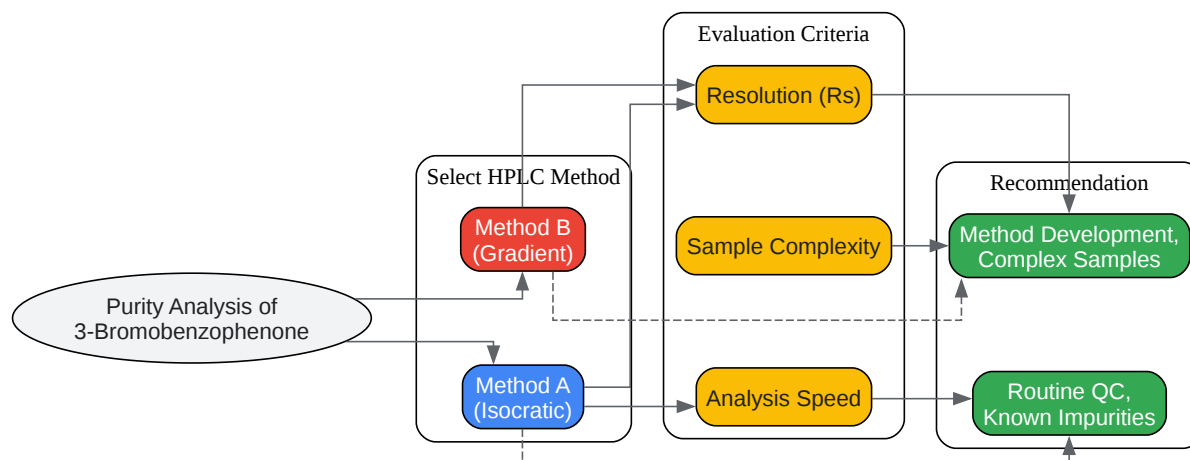 Purity Analysis of
3-Bromobenzophenone
Select HPLC Method
Method B
(Gradient)
Method A
(Isocratic)
Evaluation Criteria
Resolution (Rs)
Sample Complexity
Analysis Speed
Recommendation
Method Development,
Complex Samples
Routine QC,
Known Impurities